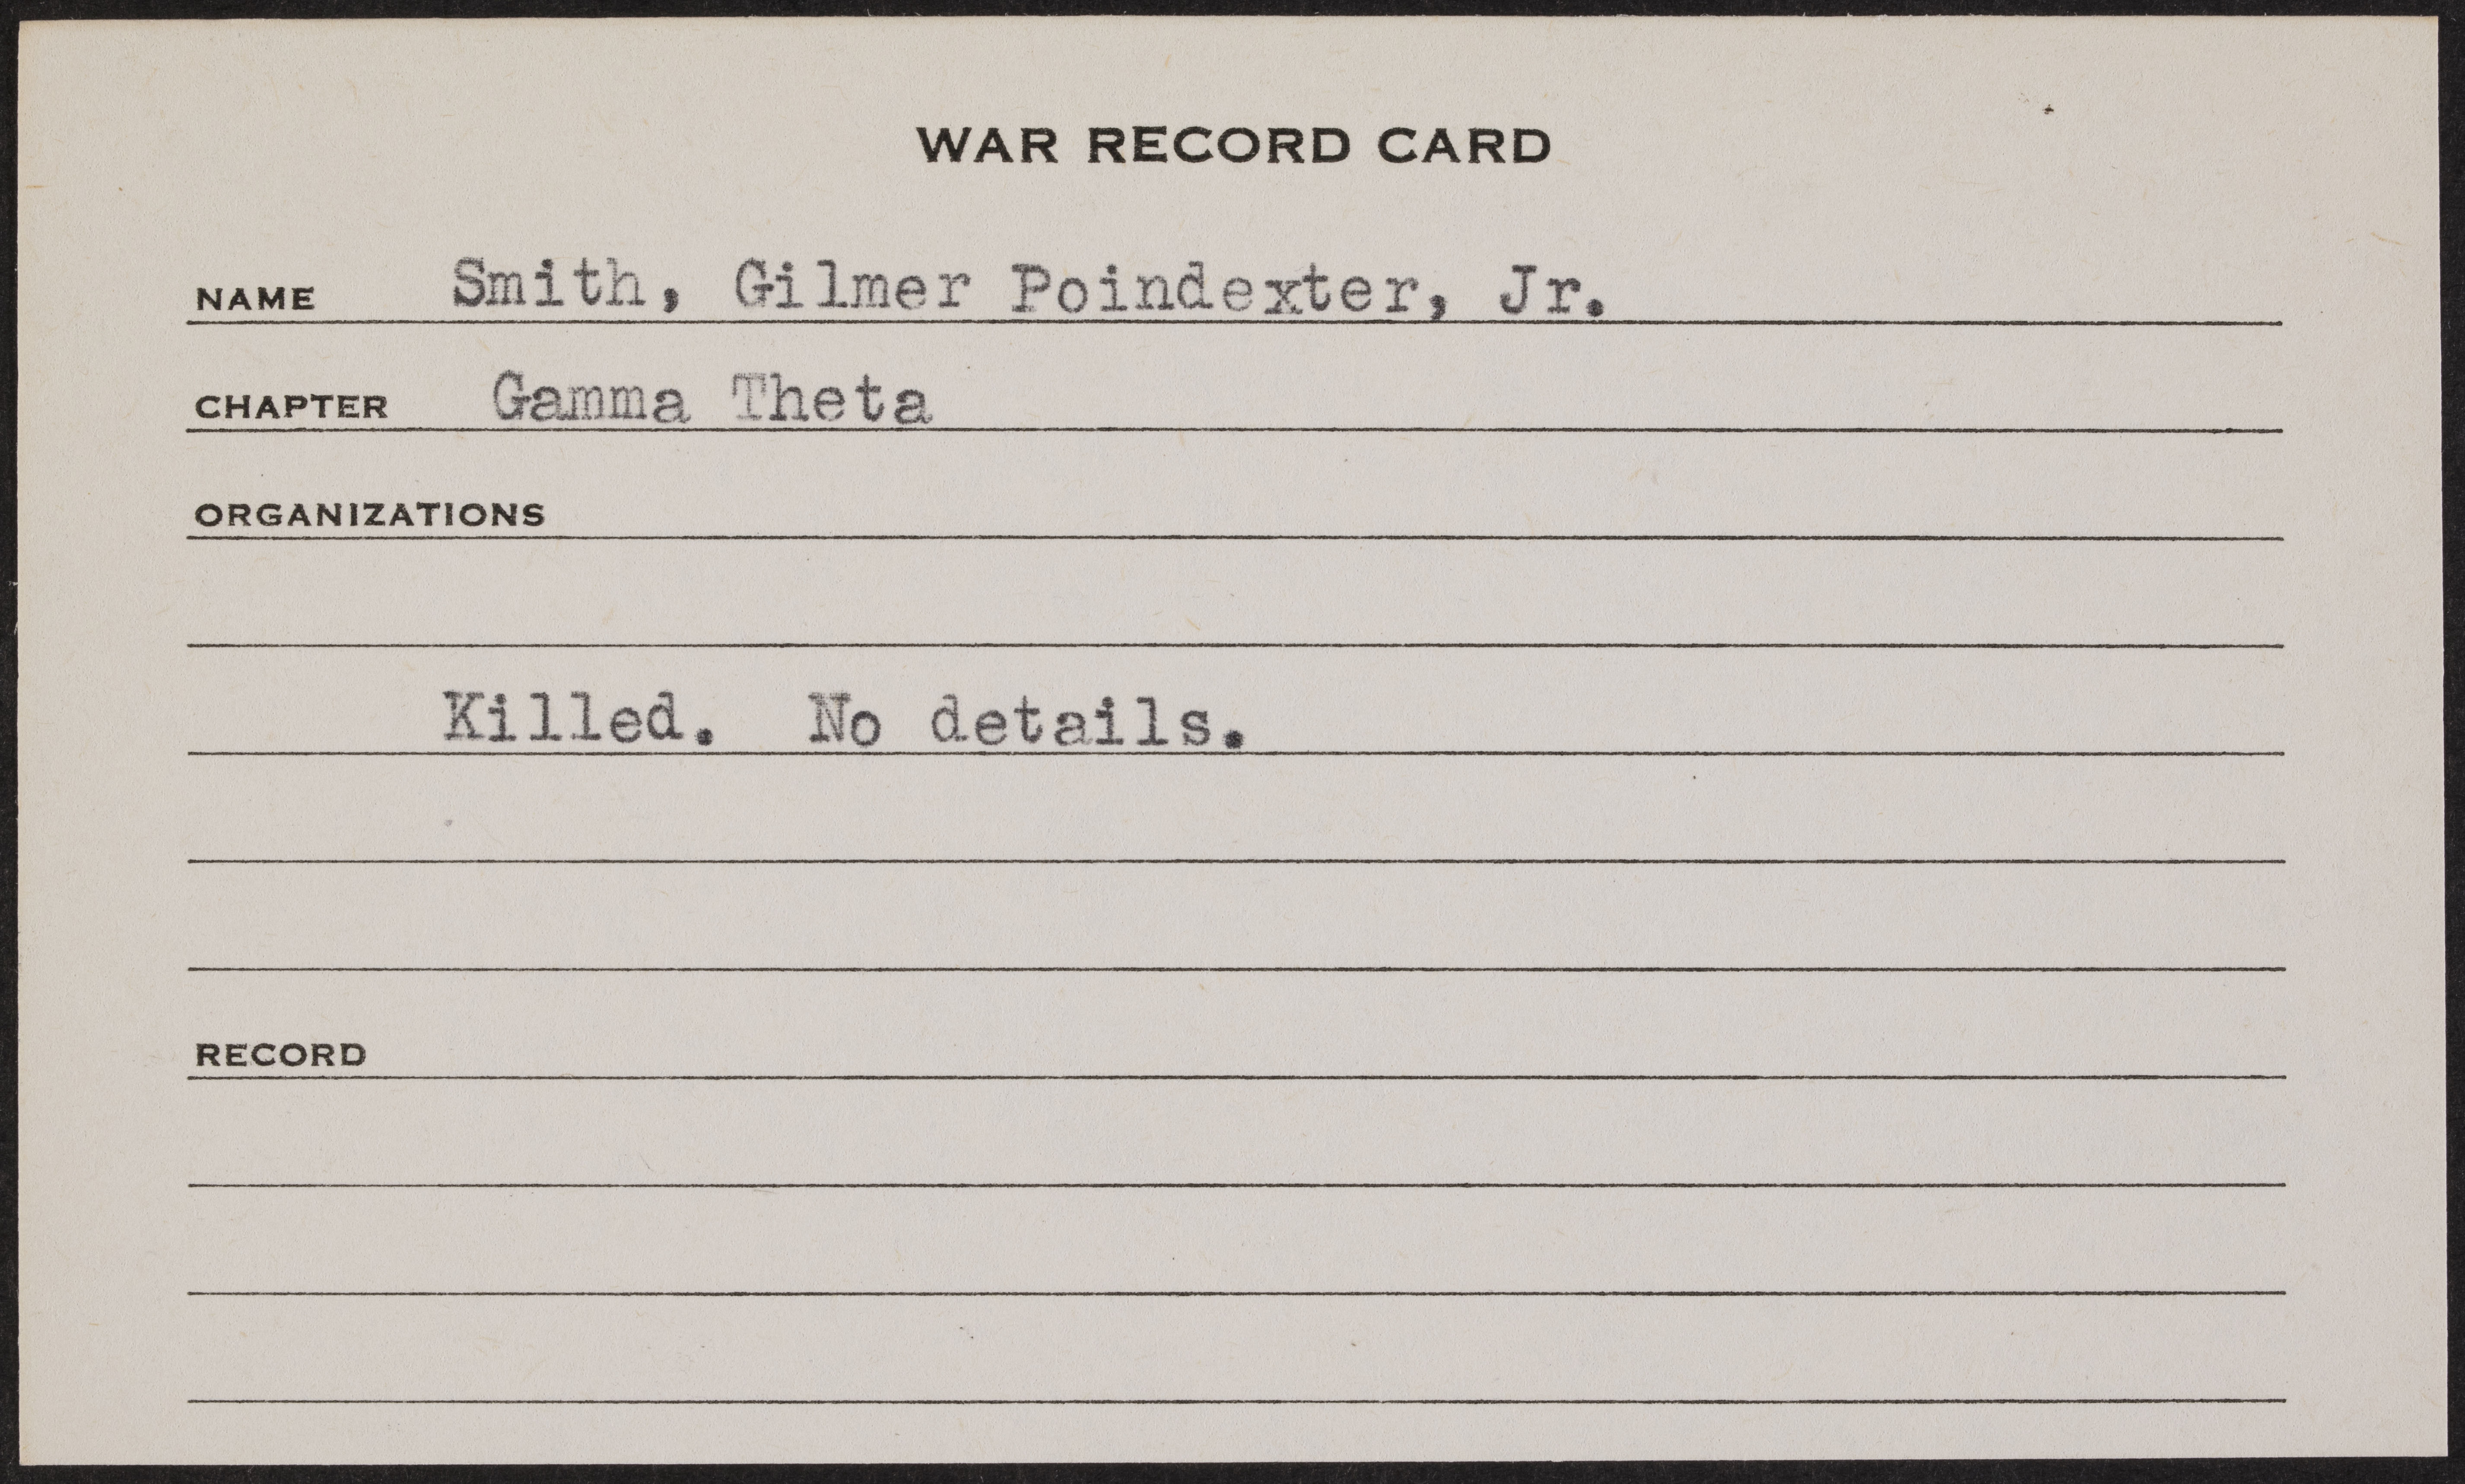 WAR RECORD CARD
NAME Smith, Gilmer Poindexter, Jr.
CHAPTER Gamma Theta
ORGANIZATIONS
Killed. No details.
RECORD